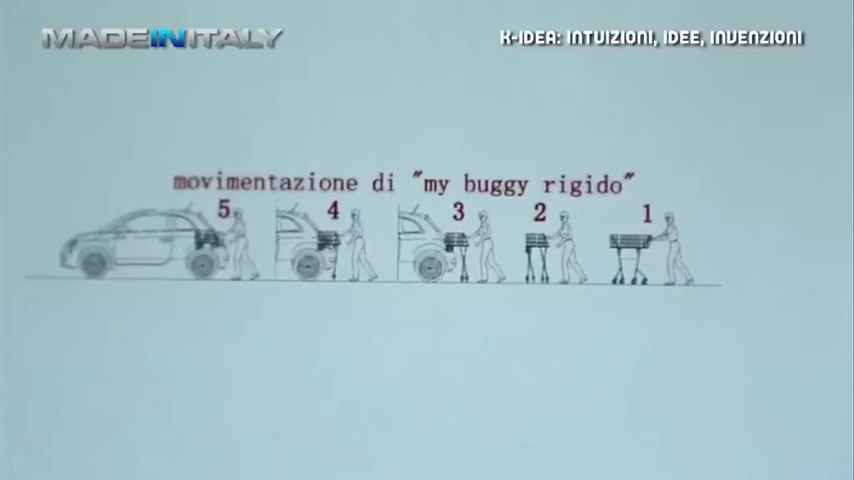 MADEINITALY
K-IDEA: INTUIZIONI, IDEE, INVENZIONI
movimentazione di "my buggy rigido"
5 4 3 2 1